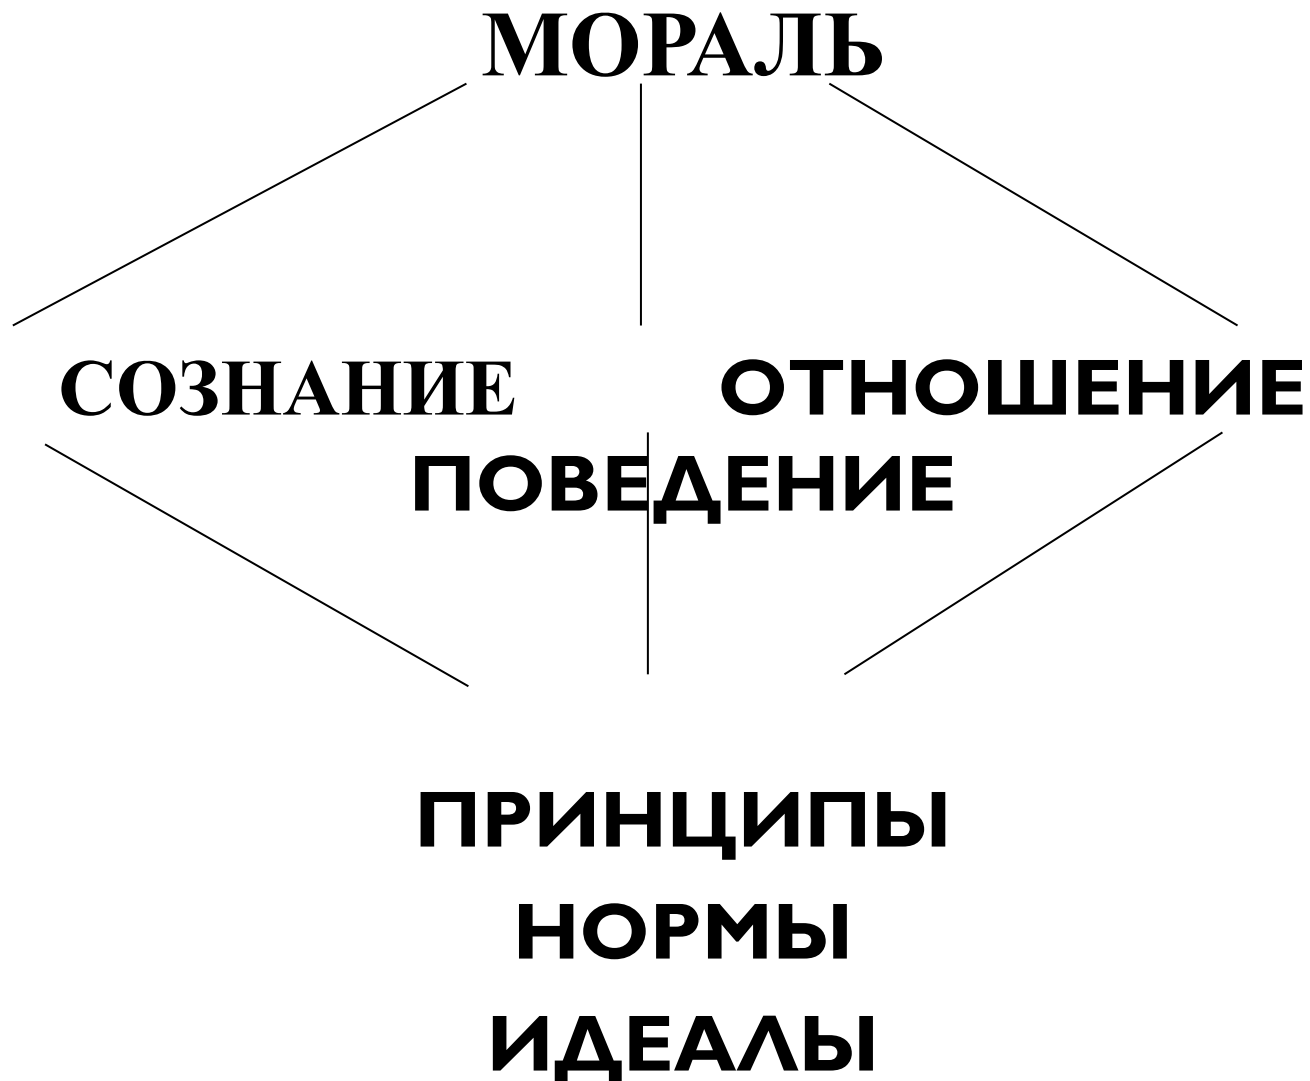 МОРАЛЬ
СОЗНАНИЕ ОТНОШЕНИЕ
ПОВЕДЕНИЕ
ПРИНЦИПЫ
НОРМЫ
ИДЕАЛЫ